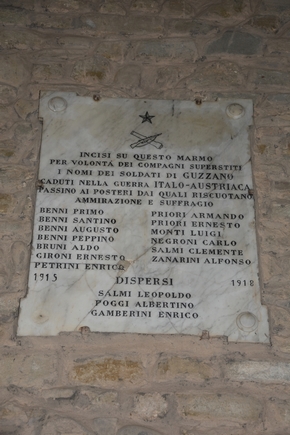 INCISI SU QUESTO MARMO
PER VOLONTÀ DEI COMPAGNI SUPERSTITI
I NOMI DEI SOLDATI DI GUZZANO
CADUTI NELLA GUERRA ITALO-AUSTRIACA
PASSINO AI POSTERI DAI QUALI RISCUOTANO
AMMIRAZIONE E SUFFRAGIO
BENNI PRIMO
BENNI SANTINO
BENNI AUGUSTO
BENNI PEPPINO
BRUNI ALDO
GIRONI ERNESTO
PETRINI ENRICO
PRIORI ARMANDO
PRIORI ERNESTO
MONTI LUIGI
NEGRONI CARLO
SALMI CLEMENTE
ZANARINI ALFONSO
1915 DISPERSI 1918
SALMI LEOPOLDO
POGGI ALBERTINO
GAMBERINI ENRICO